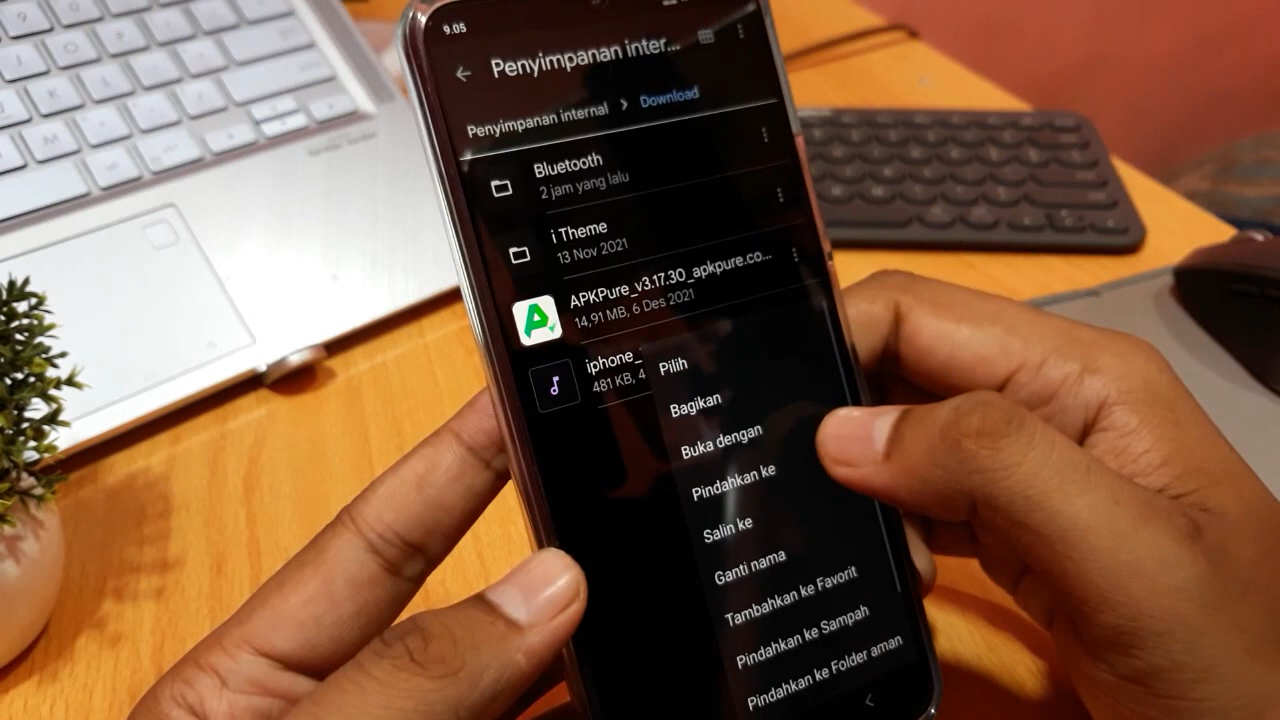 9.05
Penyimpanan inter...
Penyimpanan internal > Download
Bluetooth
2 jam yang lalu
i Theme
13 Nov 2021
APKPure_v3.17.30_apkpure.co...
14,91 MB, 6 Des 2021
iphone_
481 KB, 4
Pilih
Bagikan
Buka dengan
Pindahkan ke
Salin ke
Ganti nama
Tambahkan ke Favorit
Pindahkan ke Sampah
Pindahkan ke Folder aman